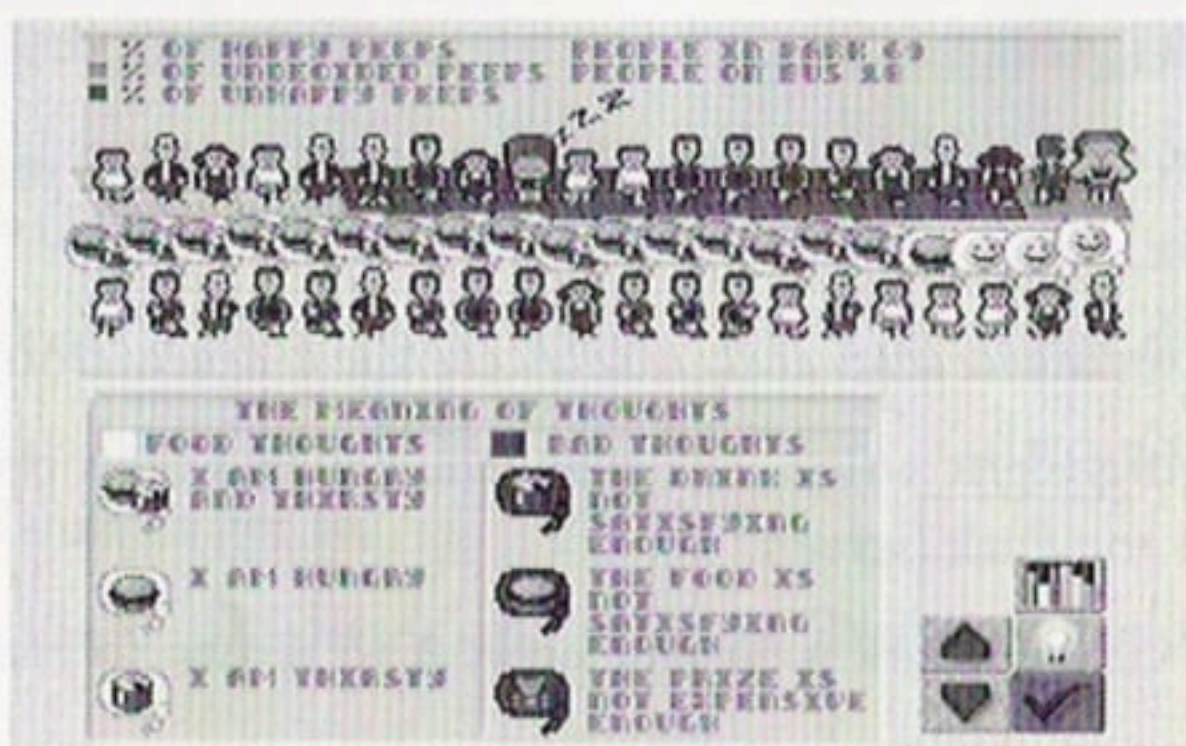 % OF HAPPY PEEPS PEOPLE IN PARK 69
% OF UNDECIDED PEEPS PEOPLE ON BUS
% OF UNHAPPY PEEPS
THE MEANING OF THOUGHTS
FOOD THOUGHTS
I AM HUNGRY
AND THIRSTY
I AM HUNGRY
I AM THIRSTY
BAD THOUGHTS
THE DRINK IS
NOT
SATISFYING
ENOUGH
THE FOOD IS
NOT
SATISFYING
ENOUGH
THE PRIZE IS
NOT EXPENSIVE
ENOUGH